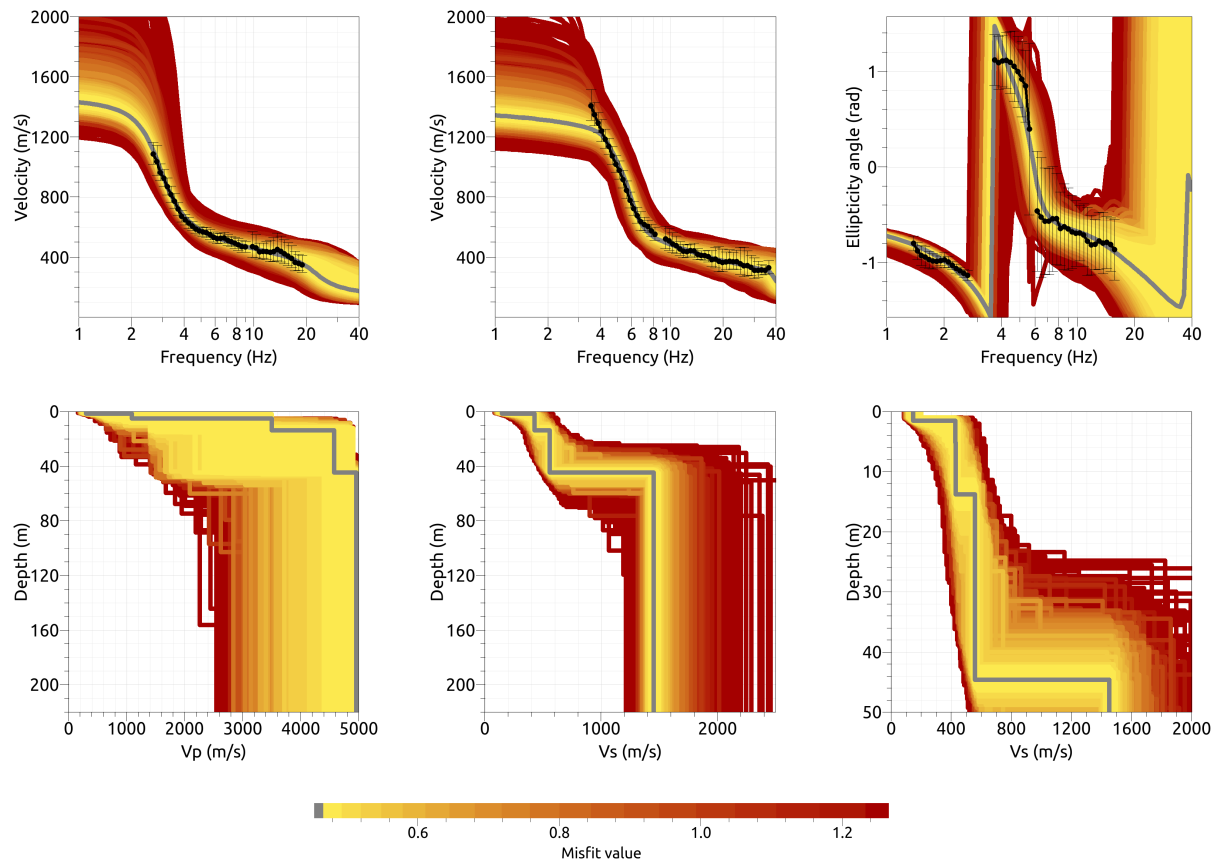 2000
1600
1200
800
400
Velocity (m/s)
1 2 4 6 8 10 20 40
Frequency (Hz)
2000
1600
1200
800
400
Velocity (m/s)
1 2 4 6 8 10 20 40
Frequency (Hz)
1
0
-1
Ellipticity angle (rad)
1 2 4 6 8 10 20 40
Frequency (Hz)
0
40
80
120
160
200
Depth (m)
0 1000 2000 3000 4000 5000
Vp (m/s)
0
40
80
120
160
200
Depth (m)
0 1000 2000
Vs (m/s)
0
10
20
30
40
50
Depth (m)
0 400 800 1200 1600 2000
Vs (m/s)
0.6 0.8 1.0 1.2
Misfit value